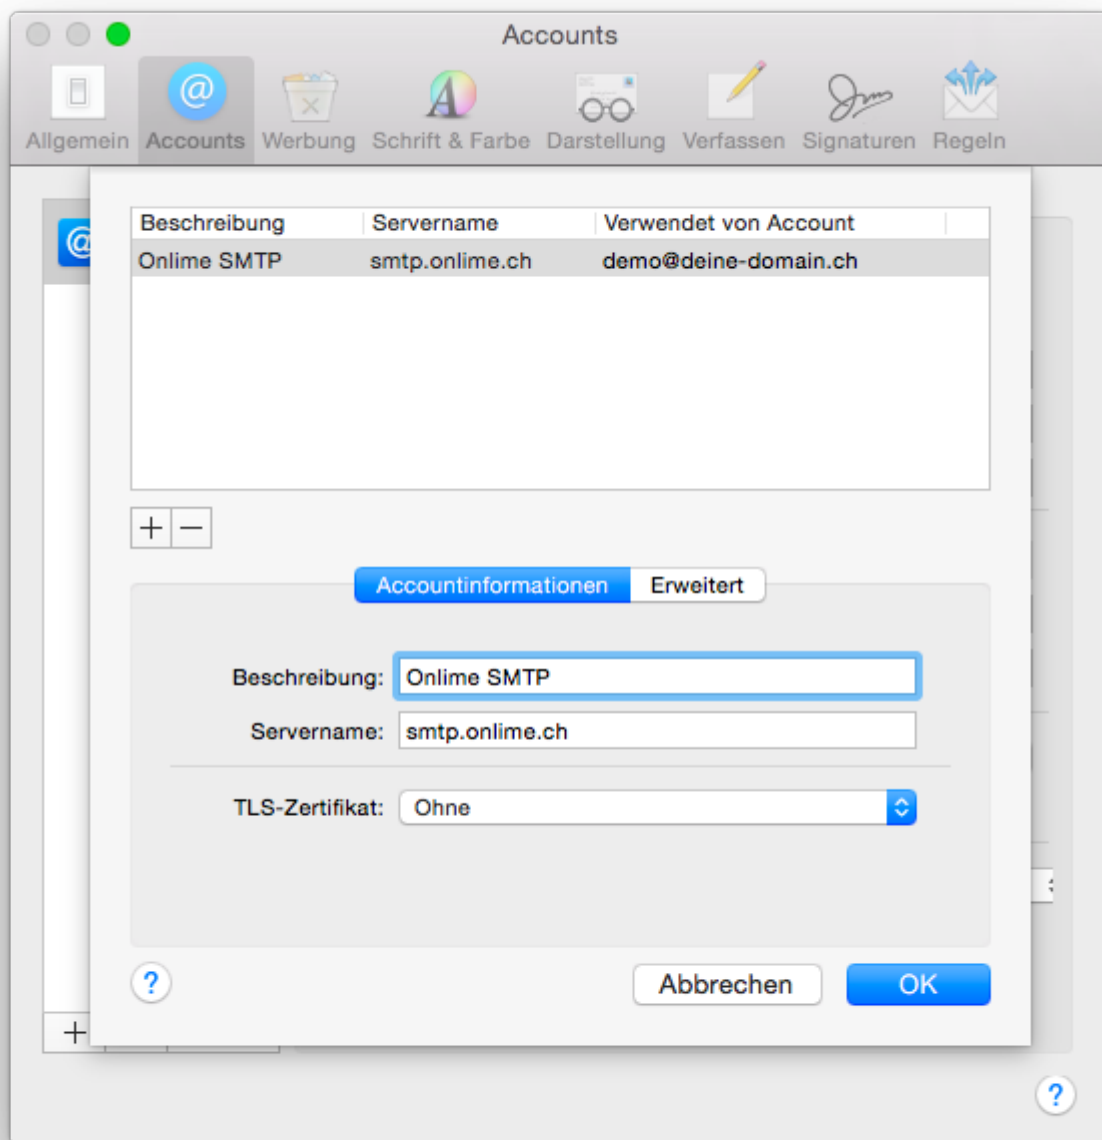 Accounts
Allgemein Accounts Werbung Schrift & Farbe Darstellung Verfassen Signaturen Regeln
Beschreibung Servername Verwendet von Account
Onlime SMTP smtp.onlime.ch demo@deine-domain.ch
Accountinformationen Erweitert
Beschreibung: Onlime SMTP
Servername: smtp.onlime.ch
TLS-Zertifikat: Ohne
? Abbrechen OK
?